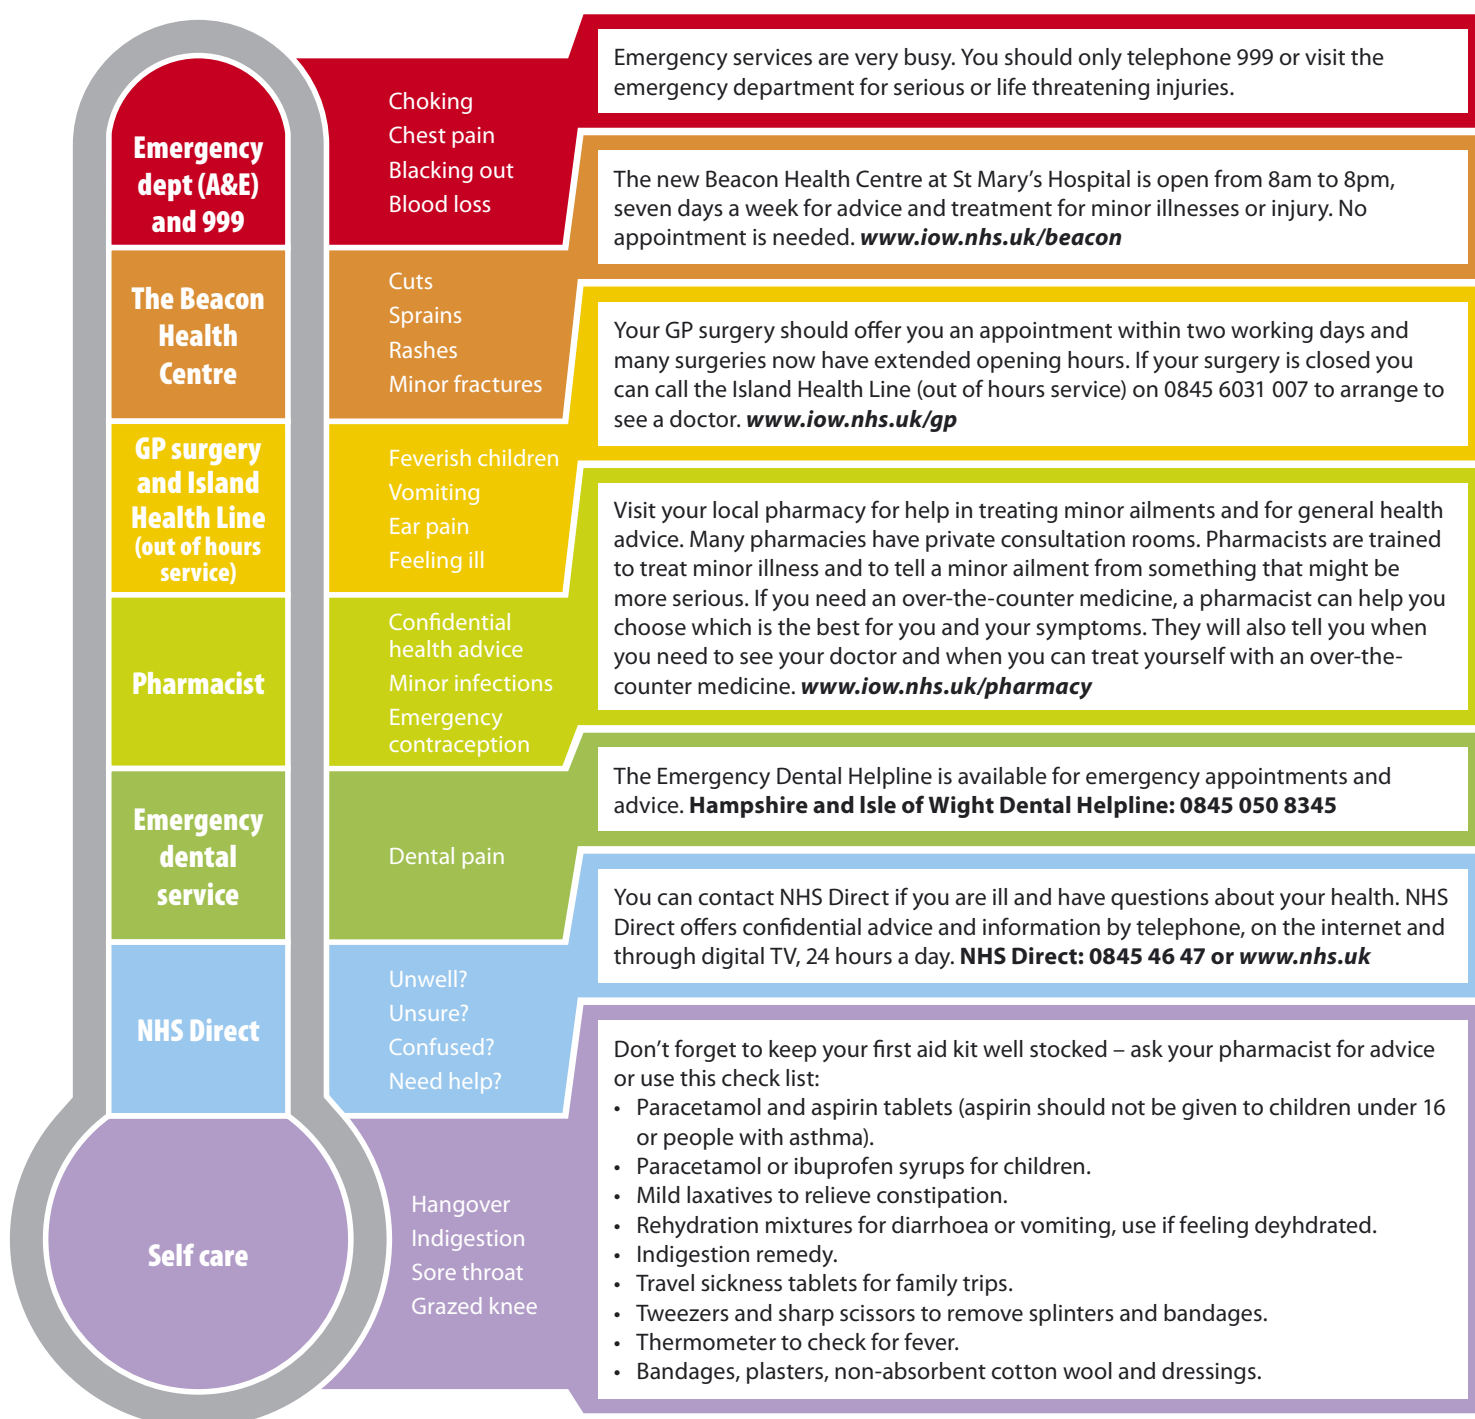 Emergency
dept (A&E)
and 999
Choking
Chest pain
Blacking out
Blood loss
Emergency services are very busy. You should only telephone 999 or visit the
emergency department for serious or life threatening injuries.
The Beacon
Health
Centre
Cuts
Sprains
Rashes
Minor fractures
The new Beacon Health Centre at St Mary’s Hospital is open from 8am to 8pm,
seven days a week for advice and treatment for minor illnesses or injury. No
appointment is needed. www.iow.nhs.uk/beacon
GP surgery
and Island
Health Line
(out of hours
service)
Feverish children
Vomiting
Ear pain
Feeling ill
Your GP surgery should offer you an appointment within two working days and
many surgeries now have extended opening hours. If your surgery is closed you
can call the Island Health Line (out of hours service) on 0845 6031 007 to arrange to
see a doctor. www.iow.nhs.uk/gp
Pharmacist
Confidential
health advice
Minor infections
Emergency
contraception
Visit your local pharmacy for help in treating minor ailments and for general health
advice. Many pharmacies have private consultation rooms. Pharmacists are trained
to treat minor illness and to tell a minor ailment from something that might be
more serious. If you need an over-the-counter medicine, a pharmacist can help you
choose which is the best for you and your symptoms. They will also tell you when
you need to see your doctor and when you can treat yourself with an over-the-
counter medicine. www.iow.nhs.uk/pharmacy
Emergency
dental
service
Dental pain
The Emergency Dental Helpline is available for emergency appointments and
advice. Hampshire and Isle of Wight Dental Helpline: 0845 050 8345
NHS Direct
Unwell?
Unsure?
Confused?
Need help?
You can contact NHS Direct if you are ill and have questions about your health. NHS
Direct offers confidential advice and information by telephone, on the internet and
through digital TV, 24 hours a day. NHS Direct: 0845 46 47 or www.nhs.uk
Self care
Hangover
Indigestion
Sore throat
Grazed knee
Don’t forget to keep your first aid kit well stocked – ask your pharmacist for advice
or use this check list:
• Paracetamol and aspirin tablets (aspirin should not be given to children under 16
or people with asthma).
• Paracetamol or ibuprofen syrups for children.
• Mild laxatives to relieve constipation.
• Rehydration mixtures for diarrhoea or vomiting, use if feeling deyhdrated.
• Indigestion remedy.
• Travel sickness tablets for family trips.
• Tweezers and sharp scissors to remove splinters and bandages.
• Thermometer to check for fever.
• Bandages, plasters, non-absorbent cotton wool and dressings.